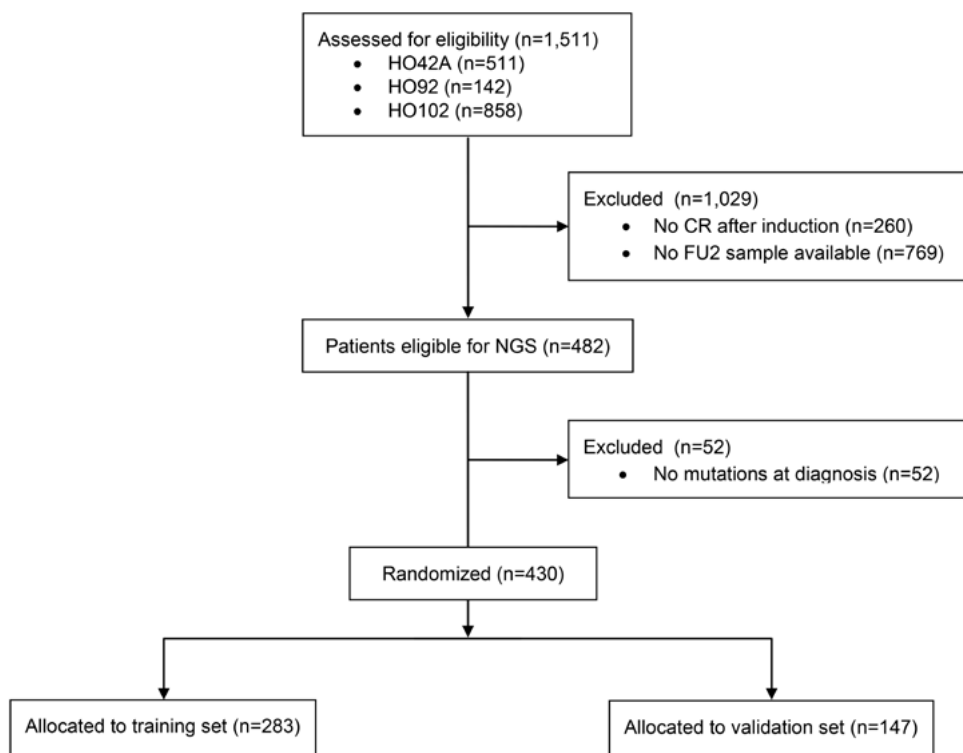 Assessed for eligibility (n=1,511)
• HO42A (n=511)
• HO92 (n=142)
• HO102 (n=858)
Excluded  (n=1,029)
• No CR after induction (n=260)
• No FU2 sample available (n=769)
Patients eligible for NGS (n=482)
Excluded  (n=52)
• No mutations at diagnosis (n=52)
Randomized (n=430)
Allocated to training set (n=283)
Allocated to validation set (n=147)